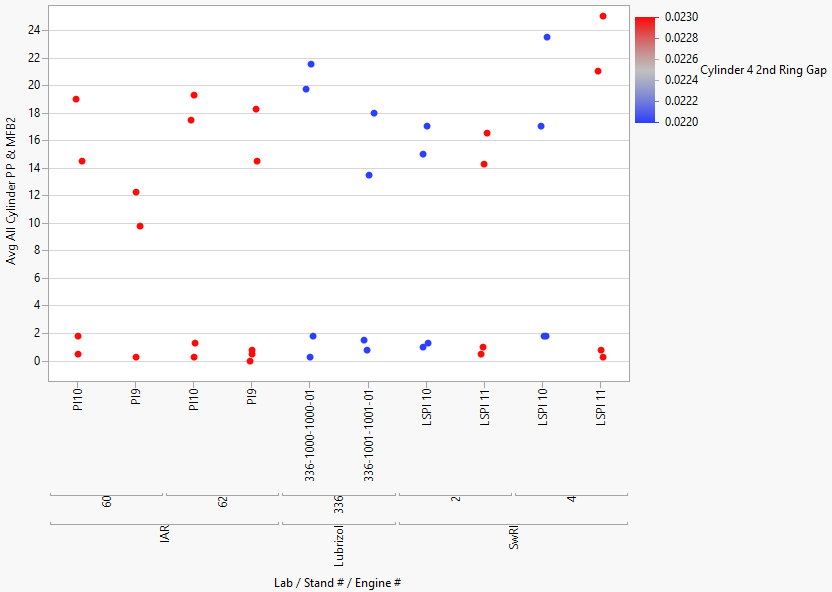 24
22
20
18
16
14
12
10
8
6
4
2
0
Avg All Cylinder PP & MFB2
0.0230
0.0228
0.0226
0.0224
0.0222
0.0220
Cylinder 4 2nd Ring Gap
PI10
PI9
PI10
PI9
336-1000-1000-01
336-1001-1001-01
LSPI 10
LSPI 11
LSPI 10
LSPI 11
60
62
336
2
4
IAR
Lubrizol
SwRI
Lab / Stand # / Engine #